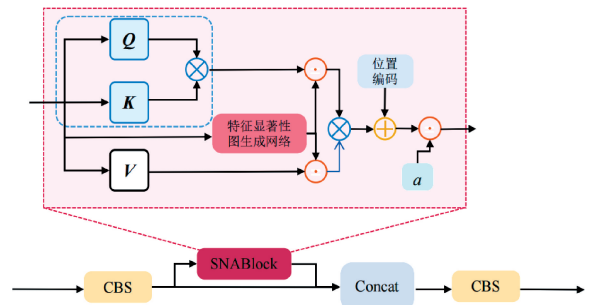 Q
位置
编码
K
特征显著性
图生成网络
V
a
SNABlock
CBS
Concat
CBS